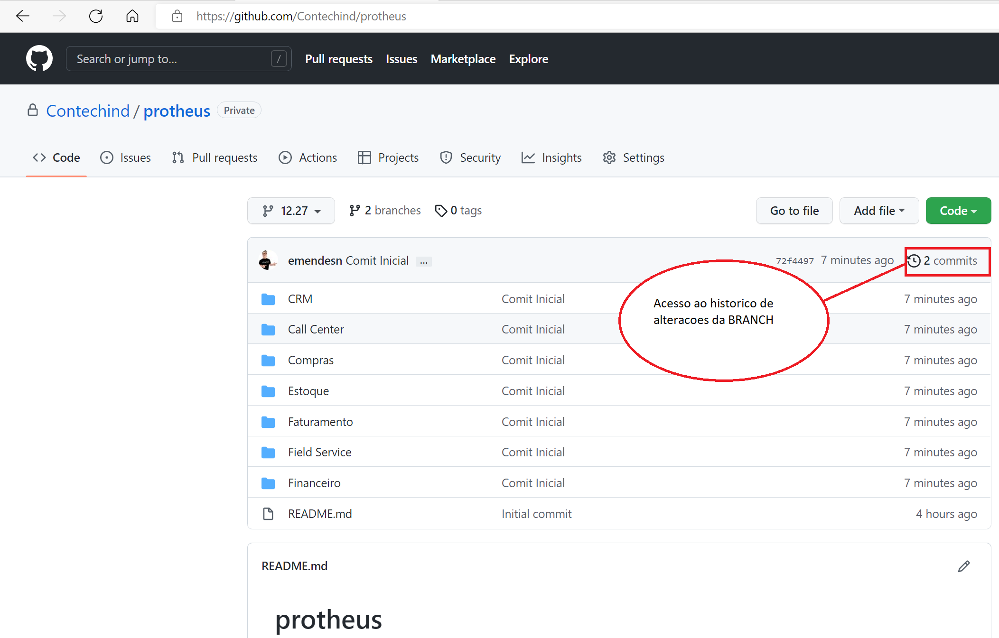 https://github.com/Contechind/protheus
Search or jump to... / Pull requests Issues Marketplace Explore
Contechind / protheus Private
Code Issues Pull requests Actions Projects Security Insights Settings
12.27 2 branches 0 tags Go to file Add file Code
emendesn Comit Inicial ... 72f4497 7 minutes ago 2 commits
CRM Comit Inicial 7 minutes ago
Acesso ao historico de
alteracoes da BRANCH
Call Center Comit Inicial 7 minutes ago
Compras Comit Inicial 7 minutes ago
Estoque Comit Inicial 7 minutes ago
Faturamento Comit Inicial 7 minutes ago
Field Service Comit Inicial 7 minutes ago
Financeiro Comit Inicial 7 minutes ago
README.md Initial commit 4 hours ago
README.md
protheus